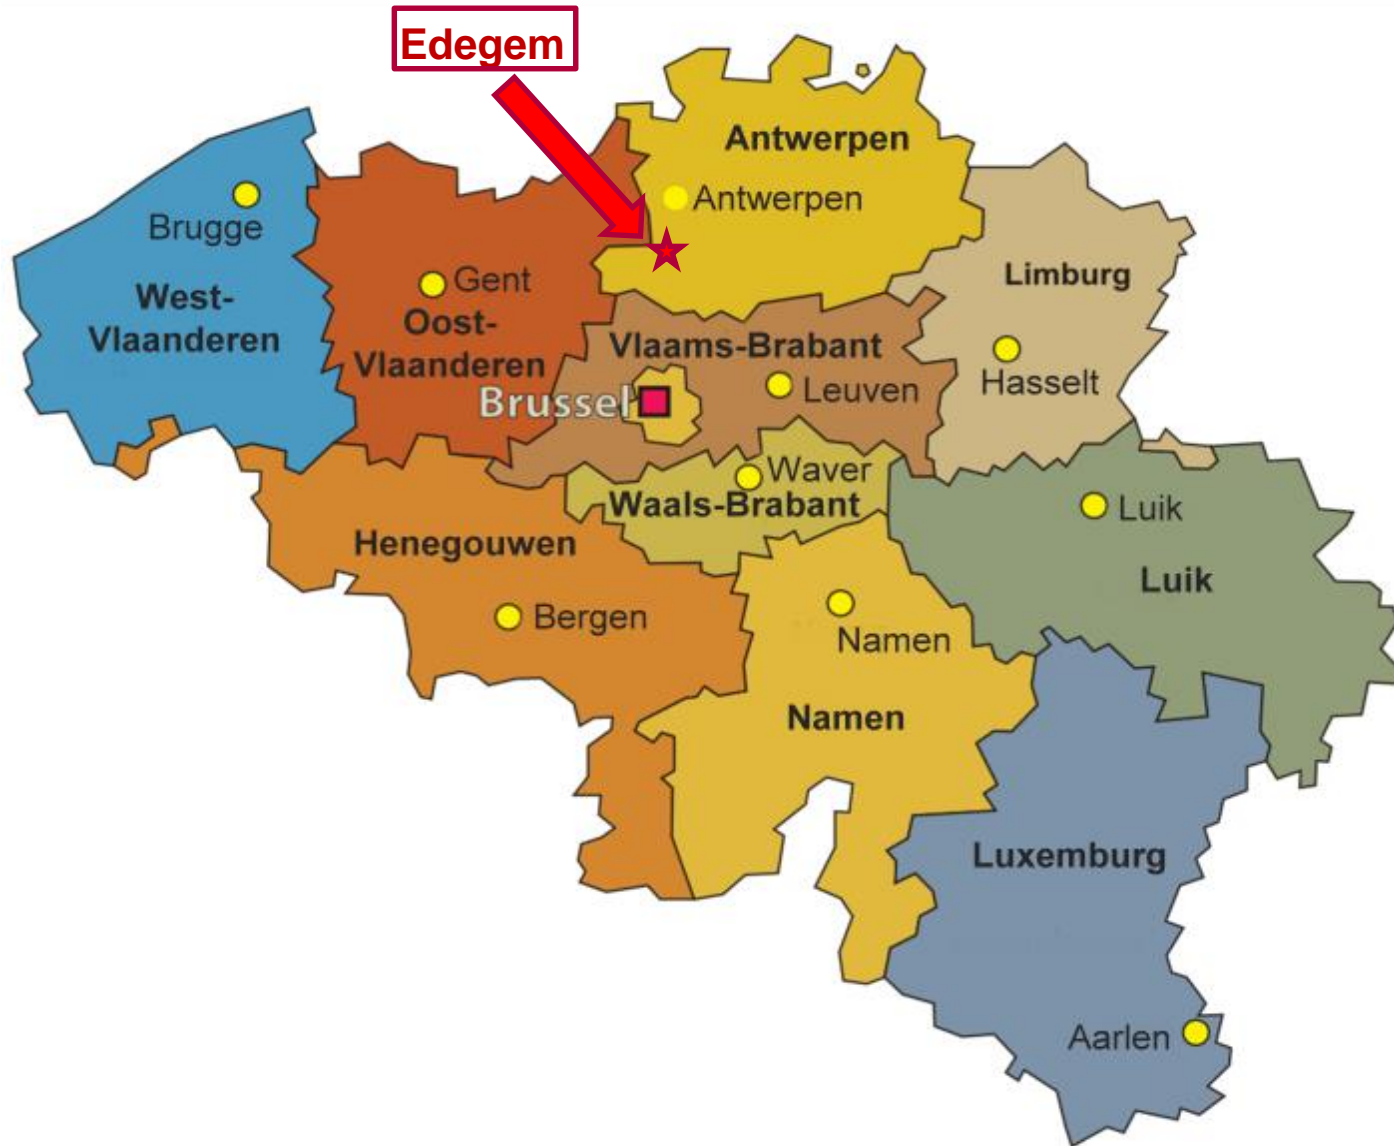 Edegem
Antwerpen
Antwerpen
Brugge
West-
Vlaanderen
Gent
Oost-
Vlaanderen
Limburg
Hasselt
Vlaams-Brabant
Leuven
Brussel
Waver
Waals-Brabant
Henegouwen
Bergen
Luik
Luik
Namen
Namen
Luxemburg
Aarlen